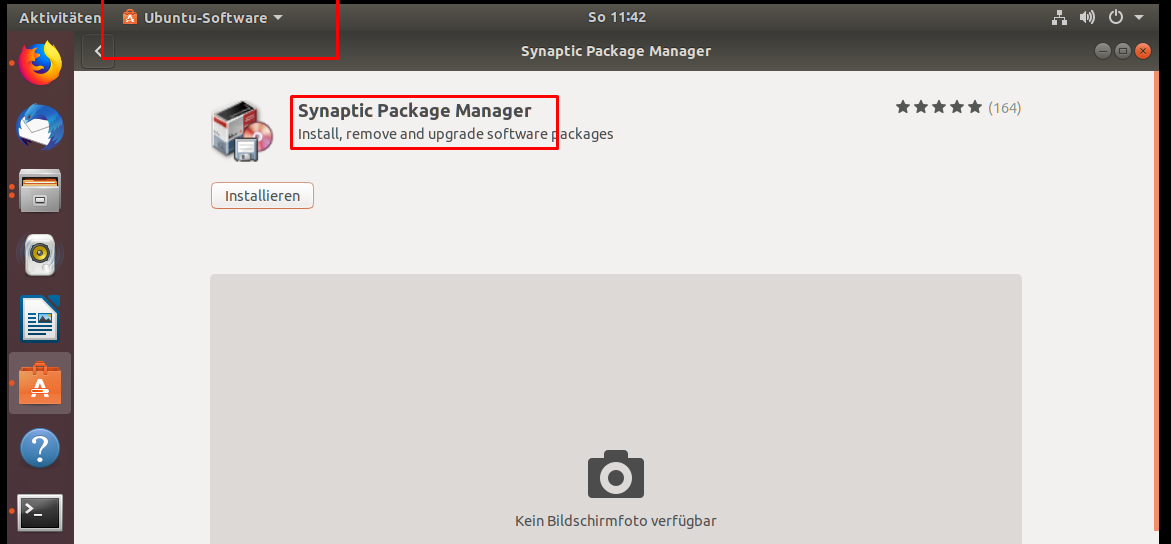 Aktivitäten Ubuntu-Software So 11:42
Synaptic Package Manager
Synaptic Package Manager
(164)
Install, remove and upgrade software packages
Installieren
Kein Bildschirmfoto verfügbar